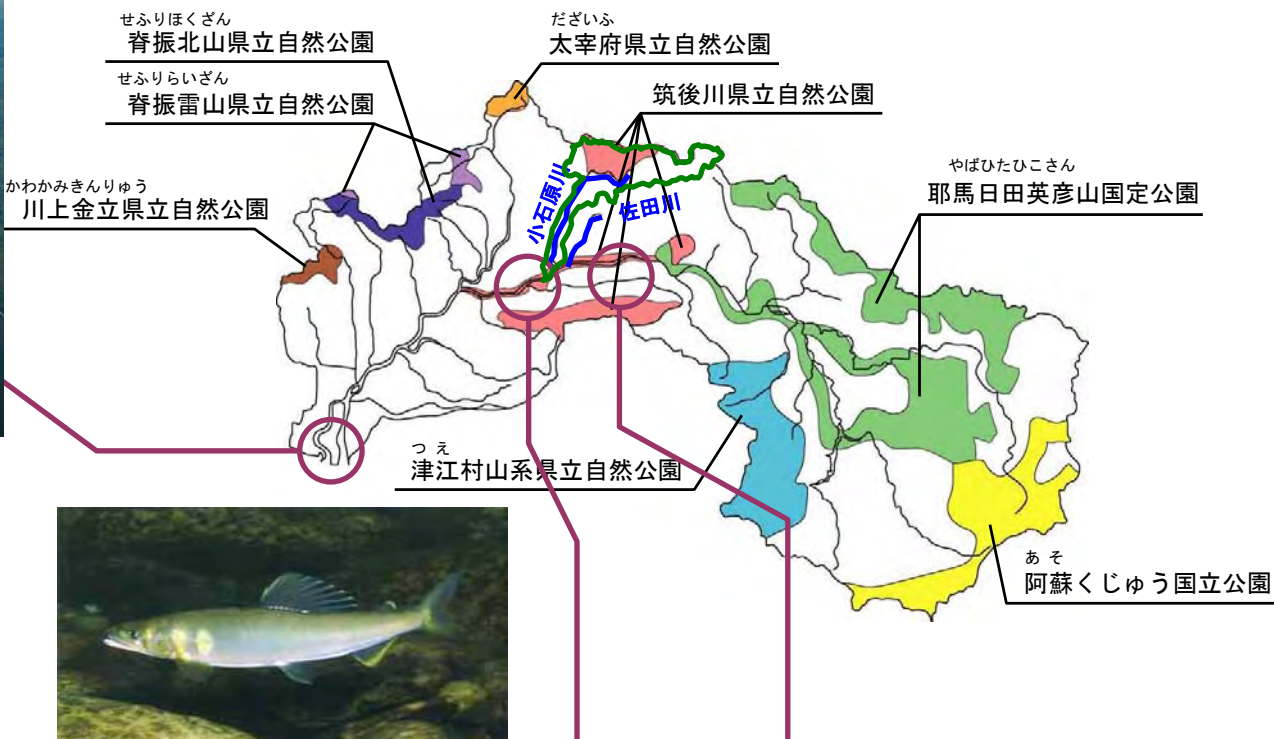 せふりほくざん
脊振北山県立自然公園
だざいふ
太宰府県立自然公園
せふりらいざん
脊振雷山県立自然公園
筑後川県立自然公園
かわかみきんりゅう
川上金立県立自然公園
やばひたひこさん
耶馬日田英彦山国定公園
小石原川
佐田川
つえ
津江村山系県立自然公園
あそ
阿蘇くじゅう国立公園